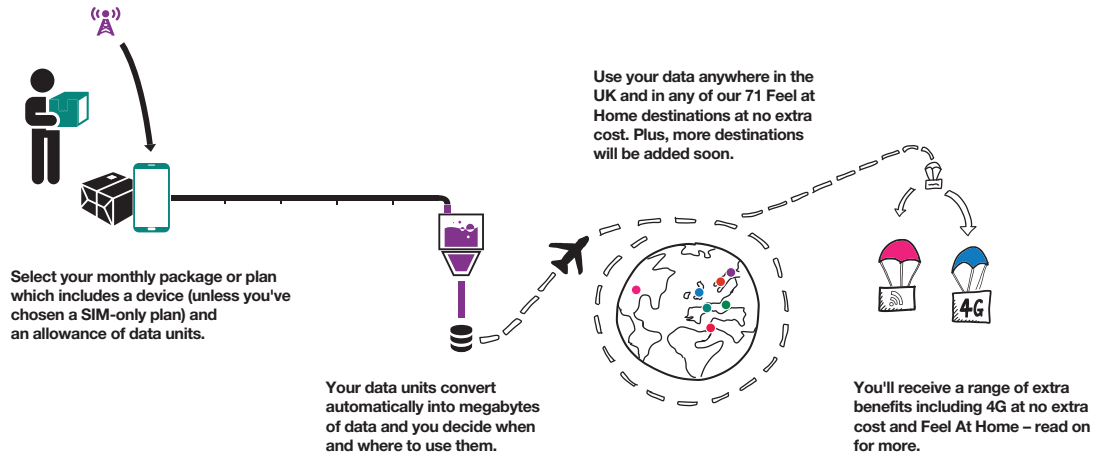 Select your monthly package or plan
which includes a device (unless you've
chosen a SIM-only plan) and
an allowance of data units.
Your data units convert
automatically into megabytes
of data and you decide when
and where to use them.
Use your data anywhere in the
UK and in any of our 71 Feel at
Home destinations at no extra
cost. Plus, more destinations
will be added soon.
4G
You'll receive a range of extra
benefits including 4G at no extra
cost and Feel At Home – read on
for more.